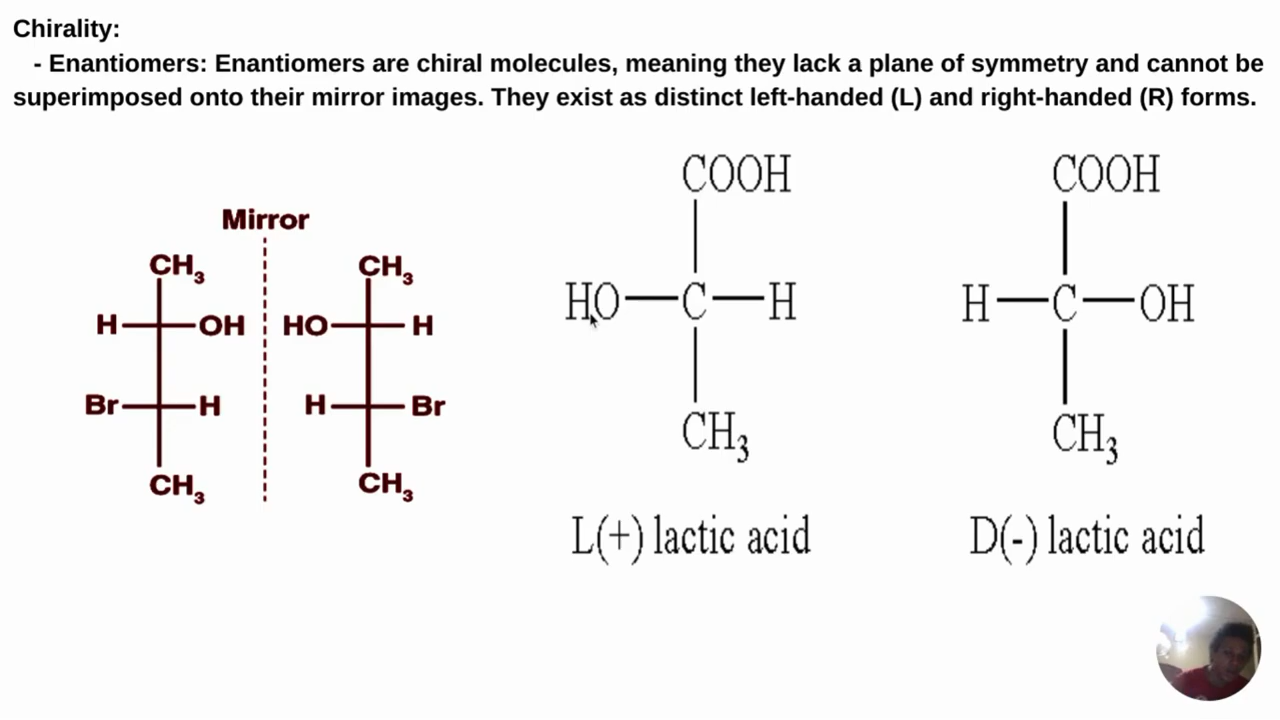 Chirality:
- Enantiomers: Enantiomers are chiral molecules, meaning they lack a plane of symmetry and cannot be
superimposed onto their mirror images. They exist as distinct left-handed (L) and right-handed (R) forms.
Mirror
CH₃
H OH
Br H
CH₃
CH₃
HO H
H Br
CH₃
COOH
HO C H
CH₃
L(+) lactic acid
COOH
H C OH
CH₃
D(-) lactic acid